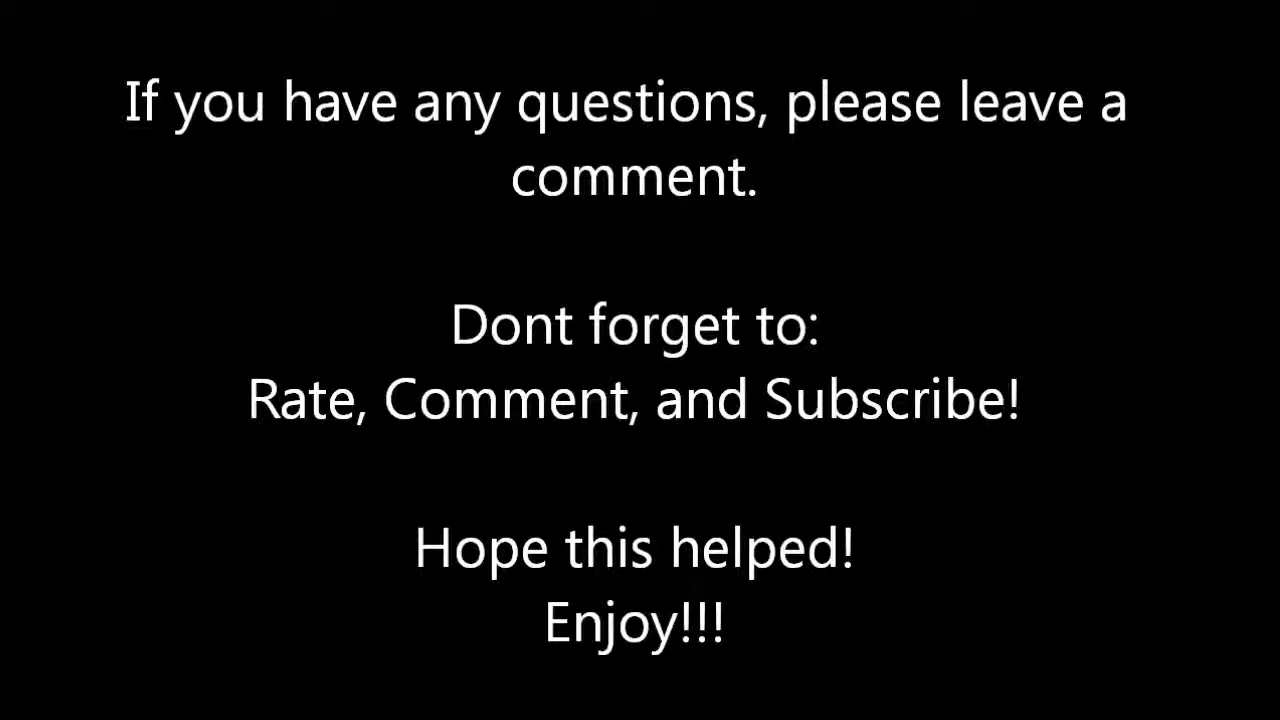 If you have any questions, please leave a
comment.
Dont forget to:
Rate, Comment, and Subscribe!
Hope this helped!
Enjoy!!!